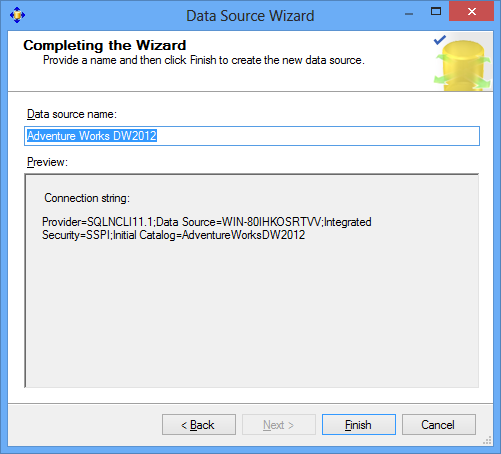 Data Source Wizard
Completing the Wizard
Provide a name and then click Finish to create the new data source.
Data source name:
Adventure Works DW2012
Preview:
Connection string:
Provider=SQLNCLI11.1;Data Source=WIN-80IHKOSRTVV;Integrated
Security=SSPI;Initial Catalog=AdventureWorksDW2012
< Back
Next >
Finish
Cancel